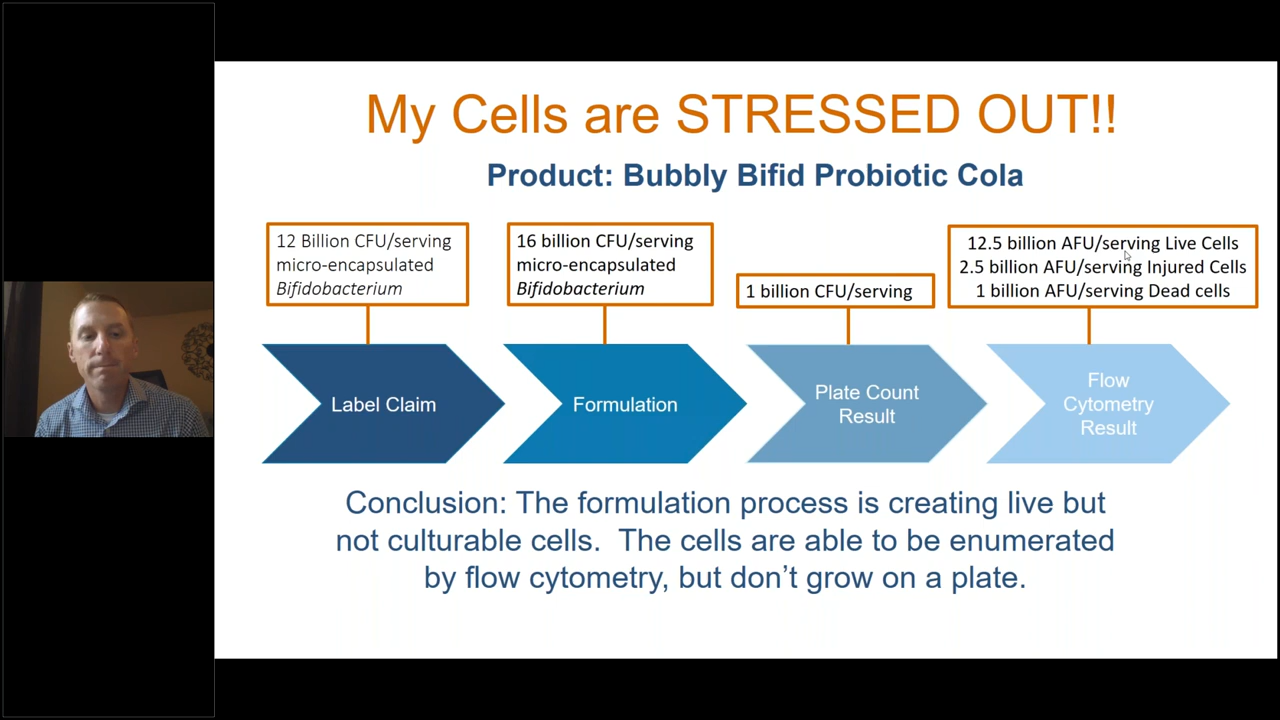 My Cells are STRESSED OUT!!
Product: Bubbly Bifid Probiotic Cola
12 Billion CFU/serving
micro-encapsulated
Bifidobacterium
16 billion CFU/serving
micro-encapsulated
Bifidobacterium
1 billion CFU/serving
12.5 billion AFU/serving Live Cells
2.5 billion AFU/serving Injured Cells
1 billion AFU/serving Dead cells
Label Claim
Formulation
Plate Count
Result
Flow
Cytometry
Result
Conclusion: The formulation process is creating live but
not culturable cells. The cells are able to be enumerated
by flow cytometry, but don’t grow on a plate.